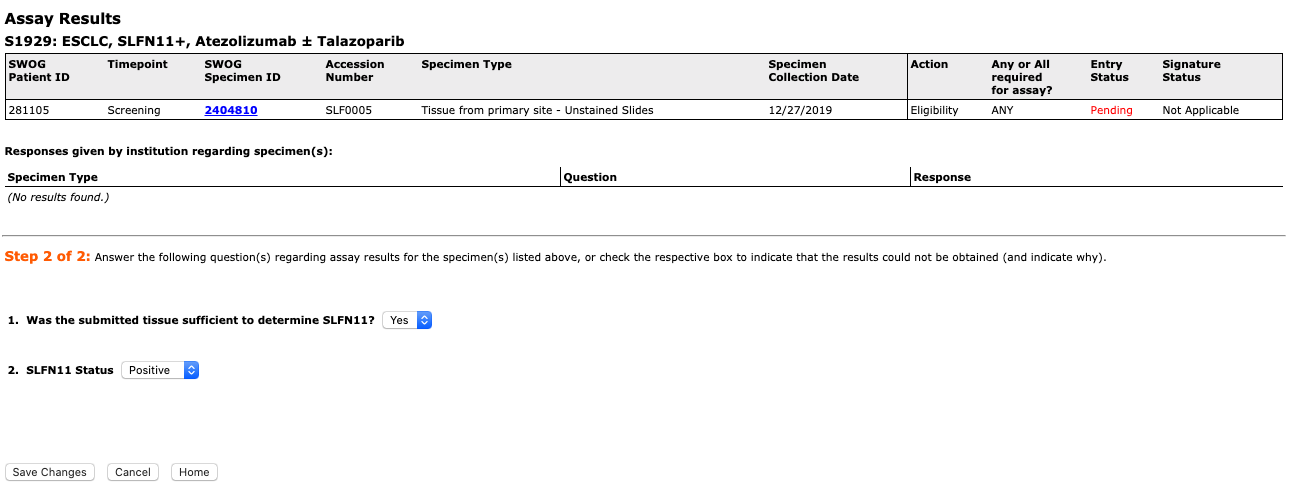 Assay Results
S1929: ESCLC, SLFN11+, Atezolizumab ± Talazoparib
SWOG Patient ID Timepoint SWOG Specimen ID Accession Number Specimen Type Specimen Collection Date Action Any or All required for assay? Entry Status Signature Status
281105 Screening 2404810 SLF0005 Tissue from primary site - Unstained Slides 12/27/2019 Eligibility ANY Pending Not Applicable
Responses given by institution regarding specimen(s):
Specimen Type Question Response
(No results found.)
Step 2 of 2: Answer the following question(s) regarding assay results for the specimen(s) listed above, or check the respective box to indicate that the results could not be obtained (and indicate why).
1. Was the submitted tissue sufficient to determine SLFN11? Yes
2. SLFN11 Status Positive
Save Changes Cancel Home